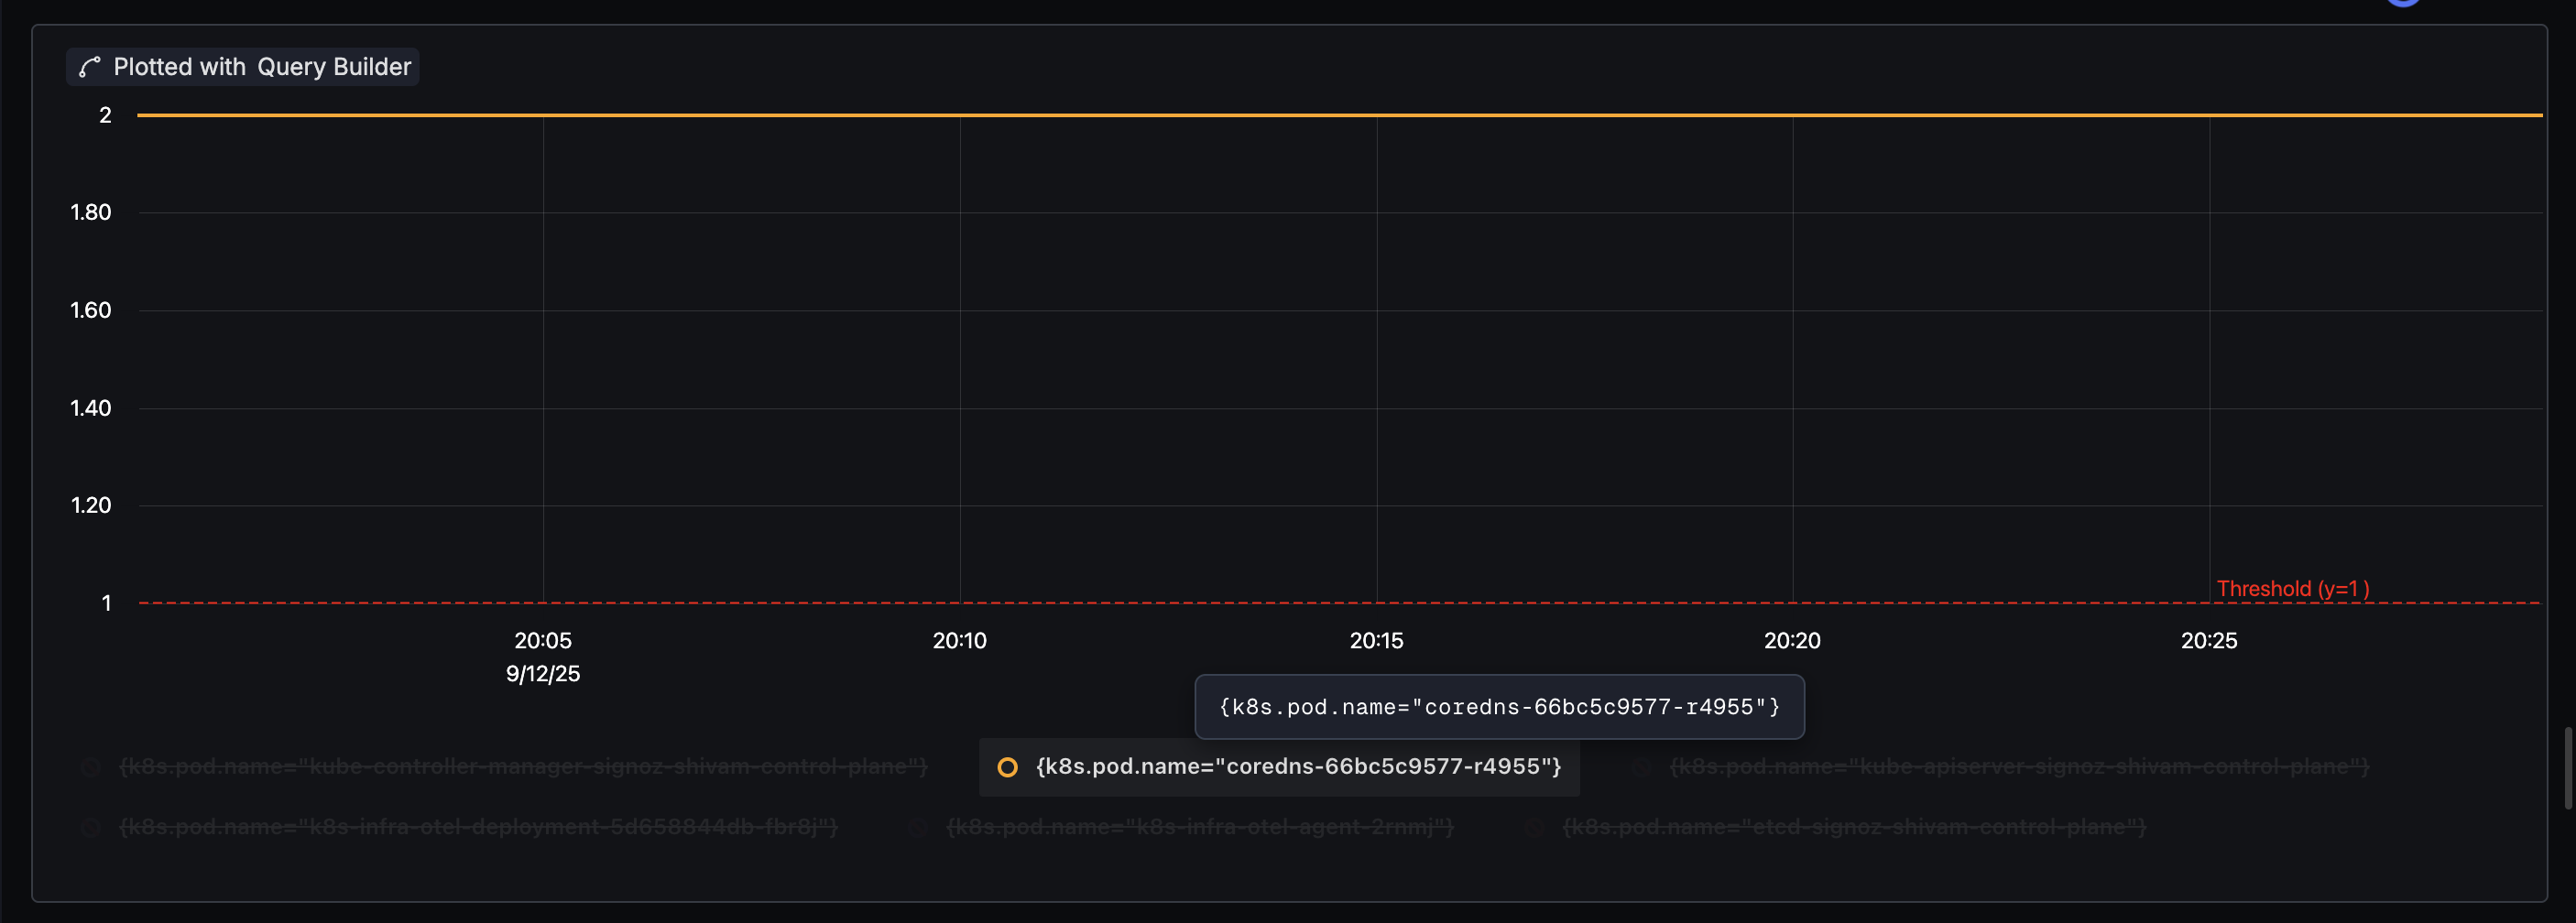 Plotted with Query Builder
2
1.80
1.60
1.40
1.20
1
Threshold (y=1 )
20:05 20:10 20:15 20:20 20:25
9/12/25
{k8s.pod.name="coredns-66bc5c9577-r4955"}
{k8s.pod.name="kube-controller-manager-signoz-shivam-control-plane"} {k8s.pod.name="coredns-66bc5c9577-r4955"} {k8s.pod.name="kube-apiserver-signoz-shivam-control-plane"}
{k8s.pod.name="k8s-infra-otel-deployment-5d658844db-fbr8j"} {k8s.pod.name="k8s-infra-otel-agent-2rnmj"} {k8s.pod.name="etcd-signoz-shivam-control-plane"}